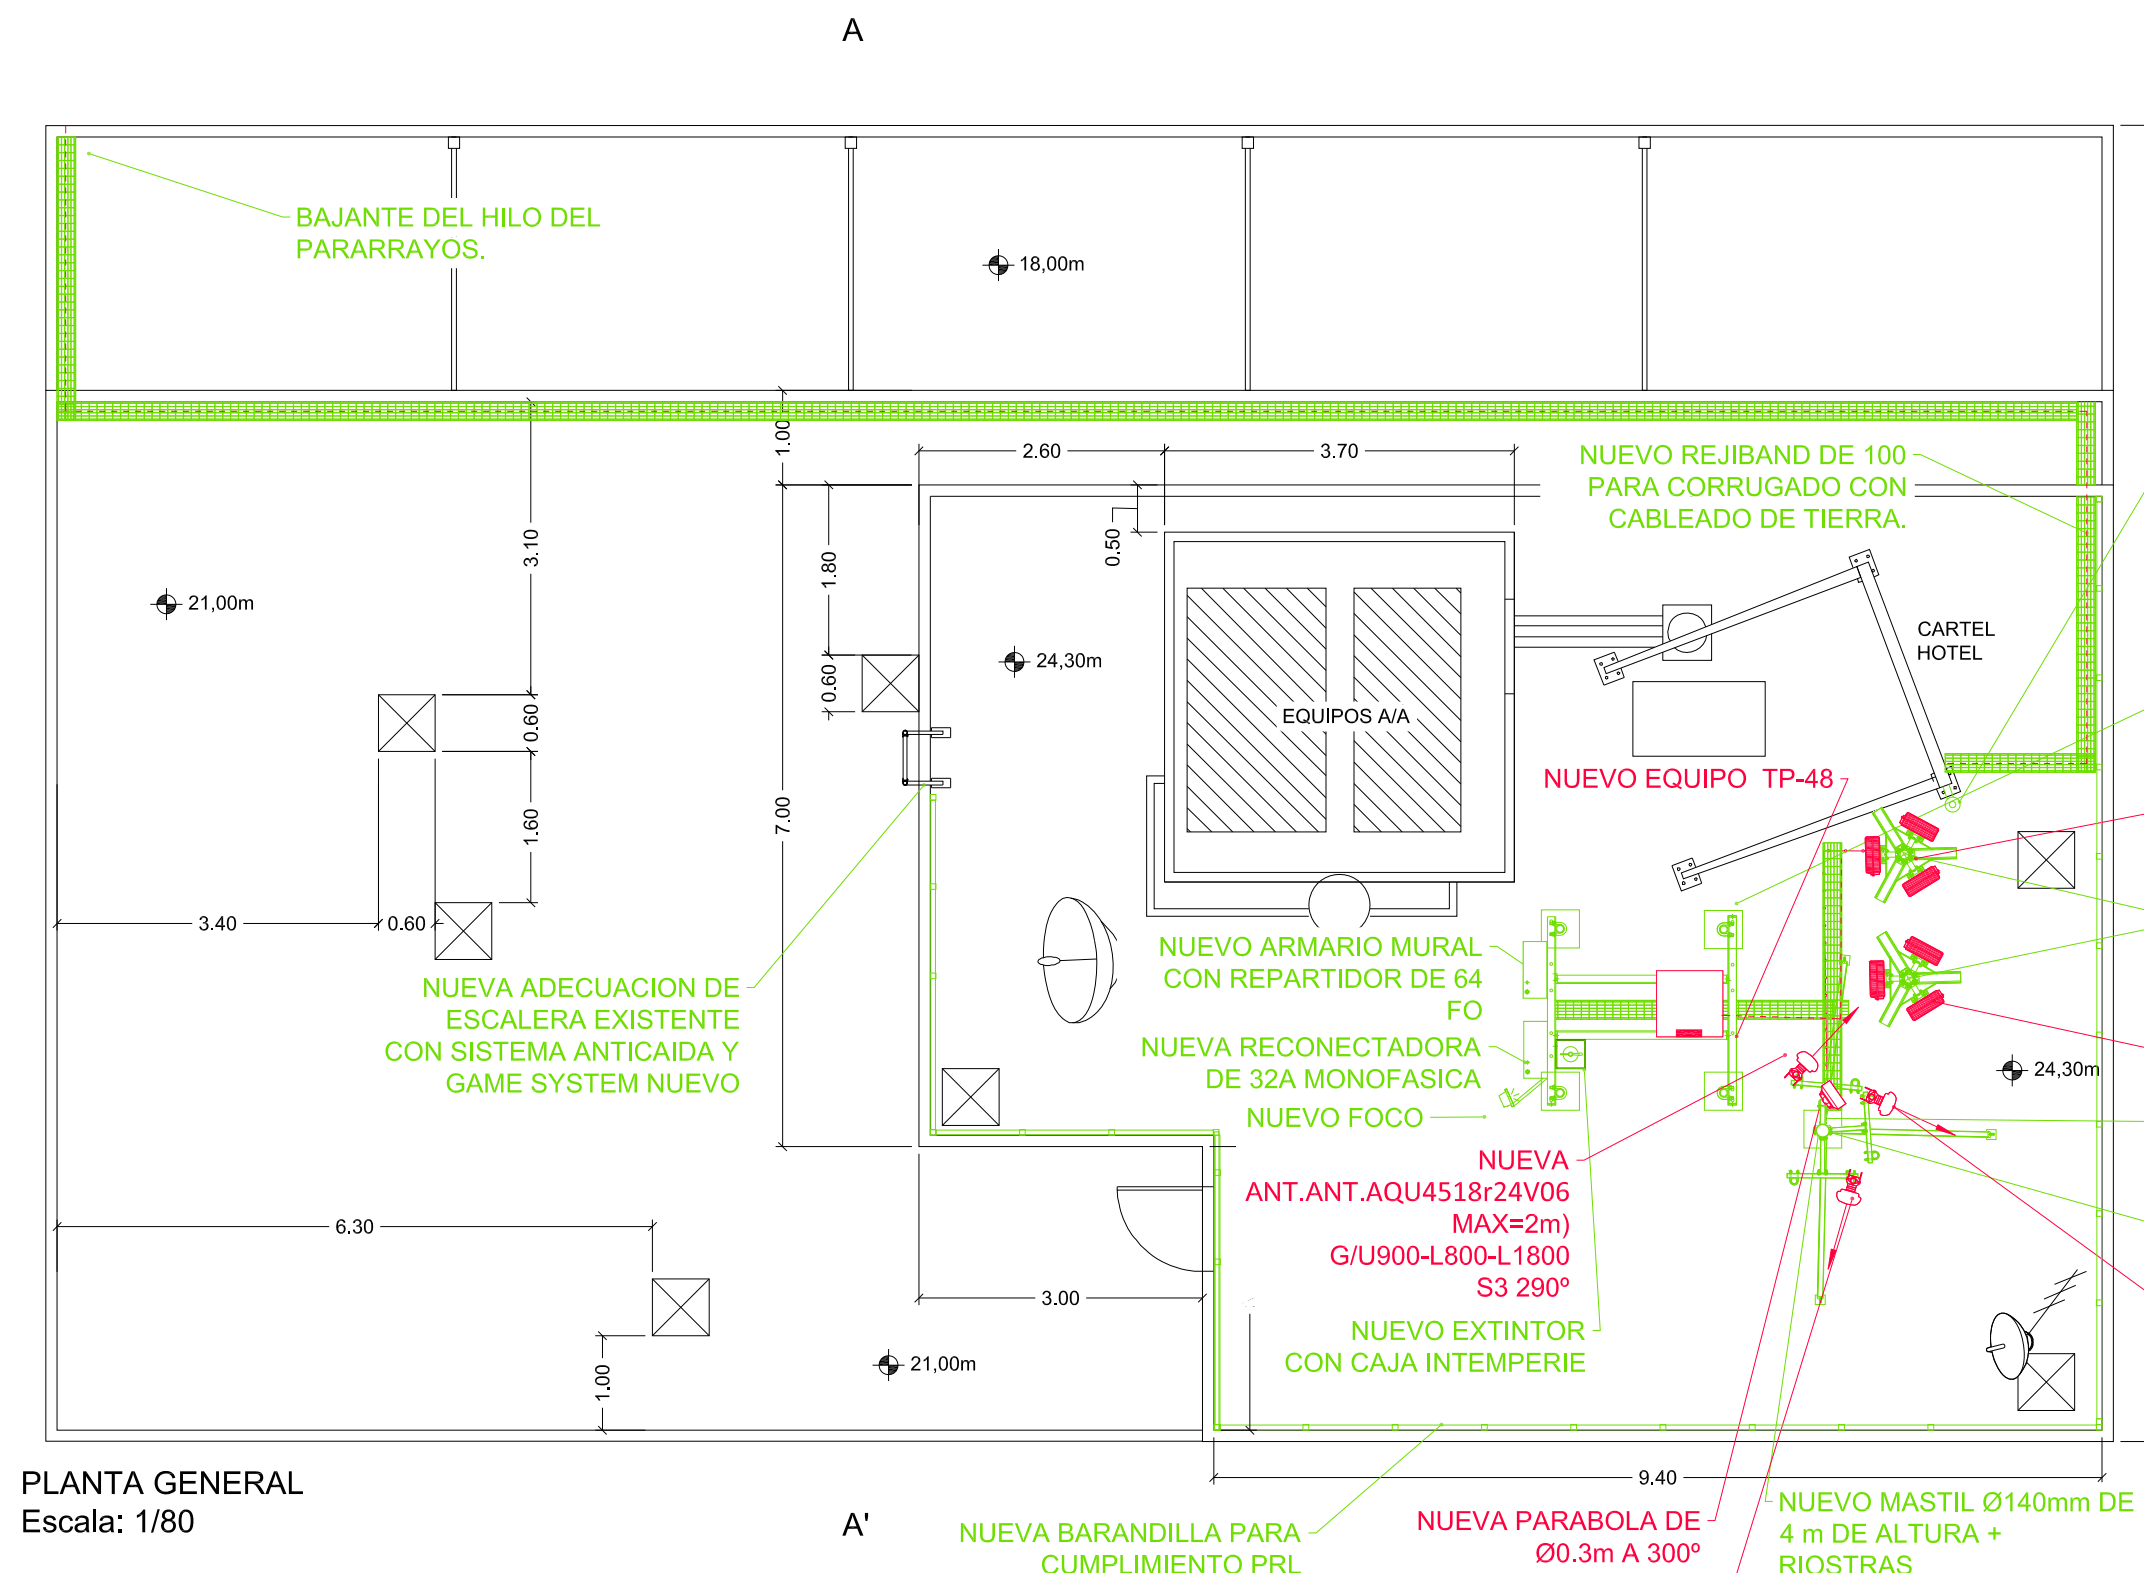 A
BAJANTE DEL HILO DEL
PARARRAYOS.
18,00m
1.00
2.60
3.70
NUEVO REJIBAND DE 100
PARA CORRUGADO CON
CABLEADO DE TIERRA.
3.10
1.80
0.50
21,00m
24,30m
CARTEL
HOTEL
0.60
0.60
EQUIPOS A/A
NUEVO EQUIPO  TP-48
1.60
7.00
3.40
0.60
NUEVA ADECUACION DE
ESCALERA EXISTENTE
CON SISTEMA ANTICAIDA Y
GAME SYSTEM NUEVO
NUEVO ARMARIO MURAL
CON REPARTIDOR DE 64
FO
NUEVA RECONECTADORA
DE 32A MONOFASICA
NUEVO FOCO
24,30m
NUEVA
ANT.ANT.AQU4518r24V06
MAX=2m)
G/U900-L800-L1800
S3 290º
6.30
3.00
NUEVO EXTINTOR
CON CAJA INTEMPERIE
21,00m
1.00
9.40
PLANTA GENERAL
Escala: 1/80
A'
NUEVA BARANDILLA PARA
CUMPLIMIENTO PRL
NUEVA PARABOLA DE
Ø0.3m A 300º
NUEVO MASTIL Ø140mm DE
4 m DE ALTURA +
RIOSTRAS